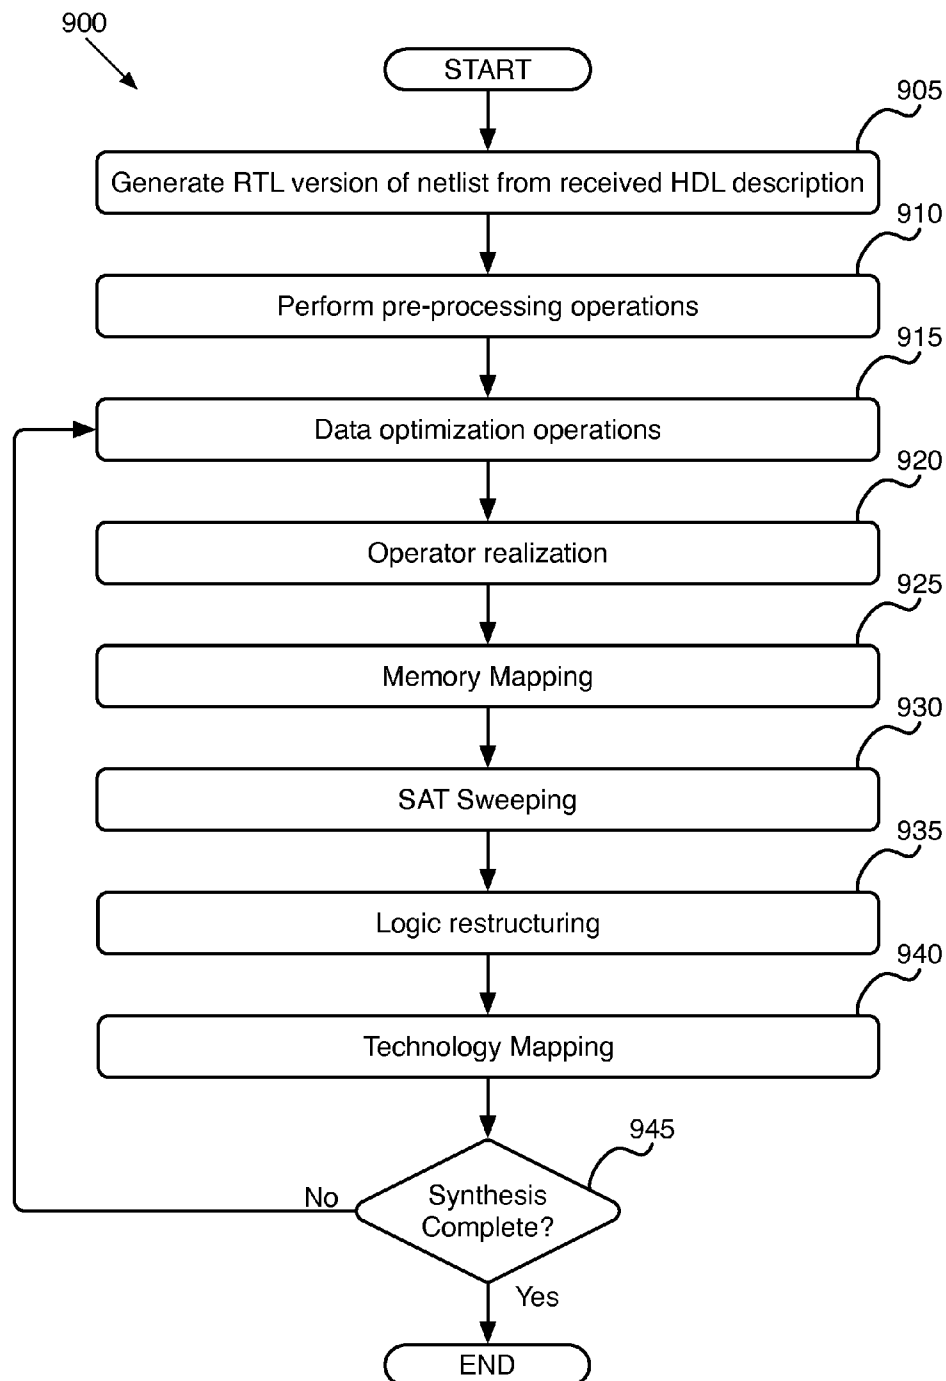 900
START
905
Generate RTL version of netlist from received HDL description
910
Perform pre-processing operations
915
Data optimization operations
920
Operator realization
925
Memory Mapping
930
SAT Sweeping
935
Logic restructuring
940
Technology Mapping
945
Synthesis
Complete?
No
Yes
END